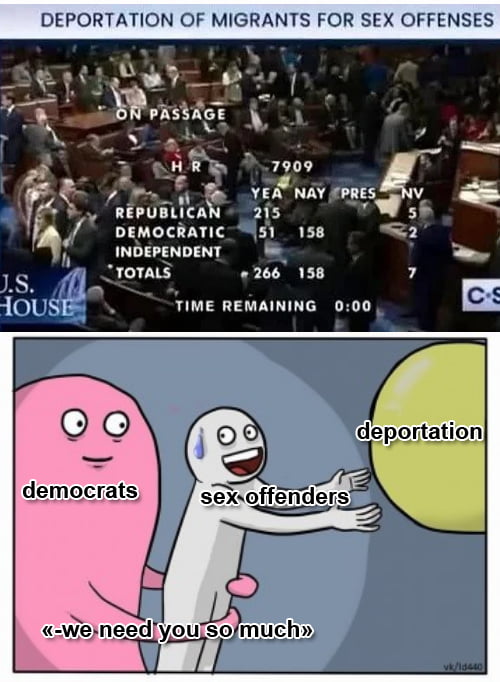 DEPORTATION OF MIGRANTS FOR SEX OFFENSES
ON PASSAGE
H R 7909
YEA NAY PRES NV
REPUBLICAN 215 5
DEMOCRATIC 51 158 2
INDEPENDENT
TOTALS 266 158 7
TIME REMAINING 0:00
U.S.
HOUSE
C-S
deportation
democrats
sex offenders
«-we need you so much»
vk/ld440